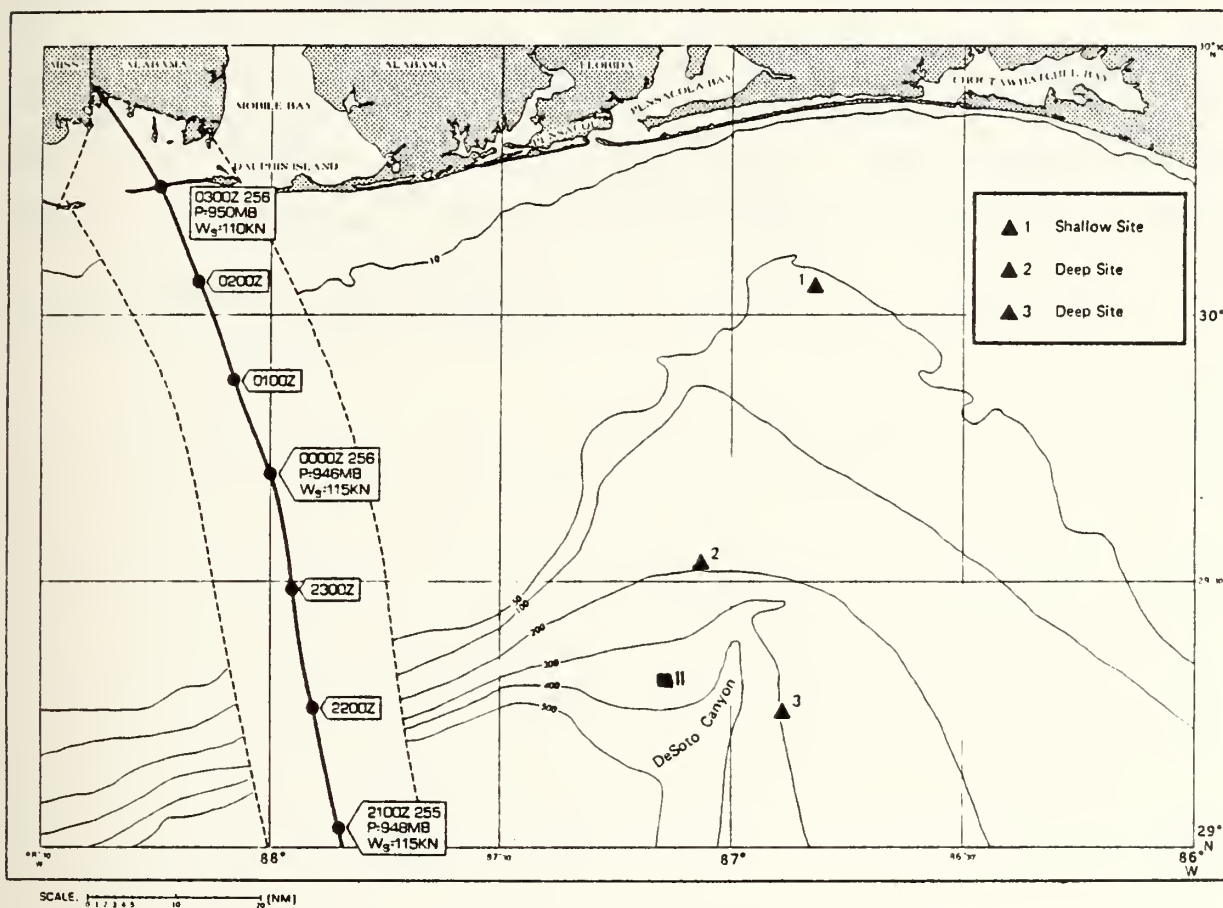 MISS
ALABAMA
MOBILE BAY
ALABAMA
FLORIDA
PENSACOLA BAY
CHOCTAWHATCHEE BAY
DAUPHIN ISLAND
0300Z 256
P:950MB
Ws:110KN
0200Z
0100Z
0000Z 256
P:946MB
Ws:115KN
2300Z
2200Z
2100Z 255
P:948MB
Ws:115KN
▲ 1 Shallow Site
▲ 2 Deep Site
▲ 3 Deep Site
10
1
2
3
50
100
200
300
400
500
II
DeSoto Canyon
30°
29°
N
88°
87°
86°
W
SCALE. 10 20 (NM)